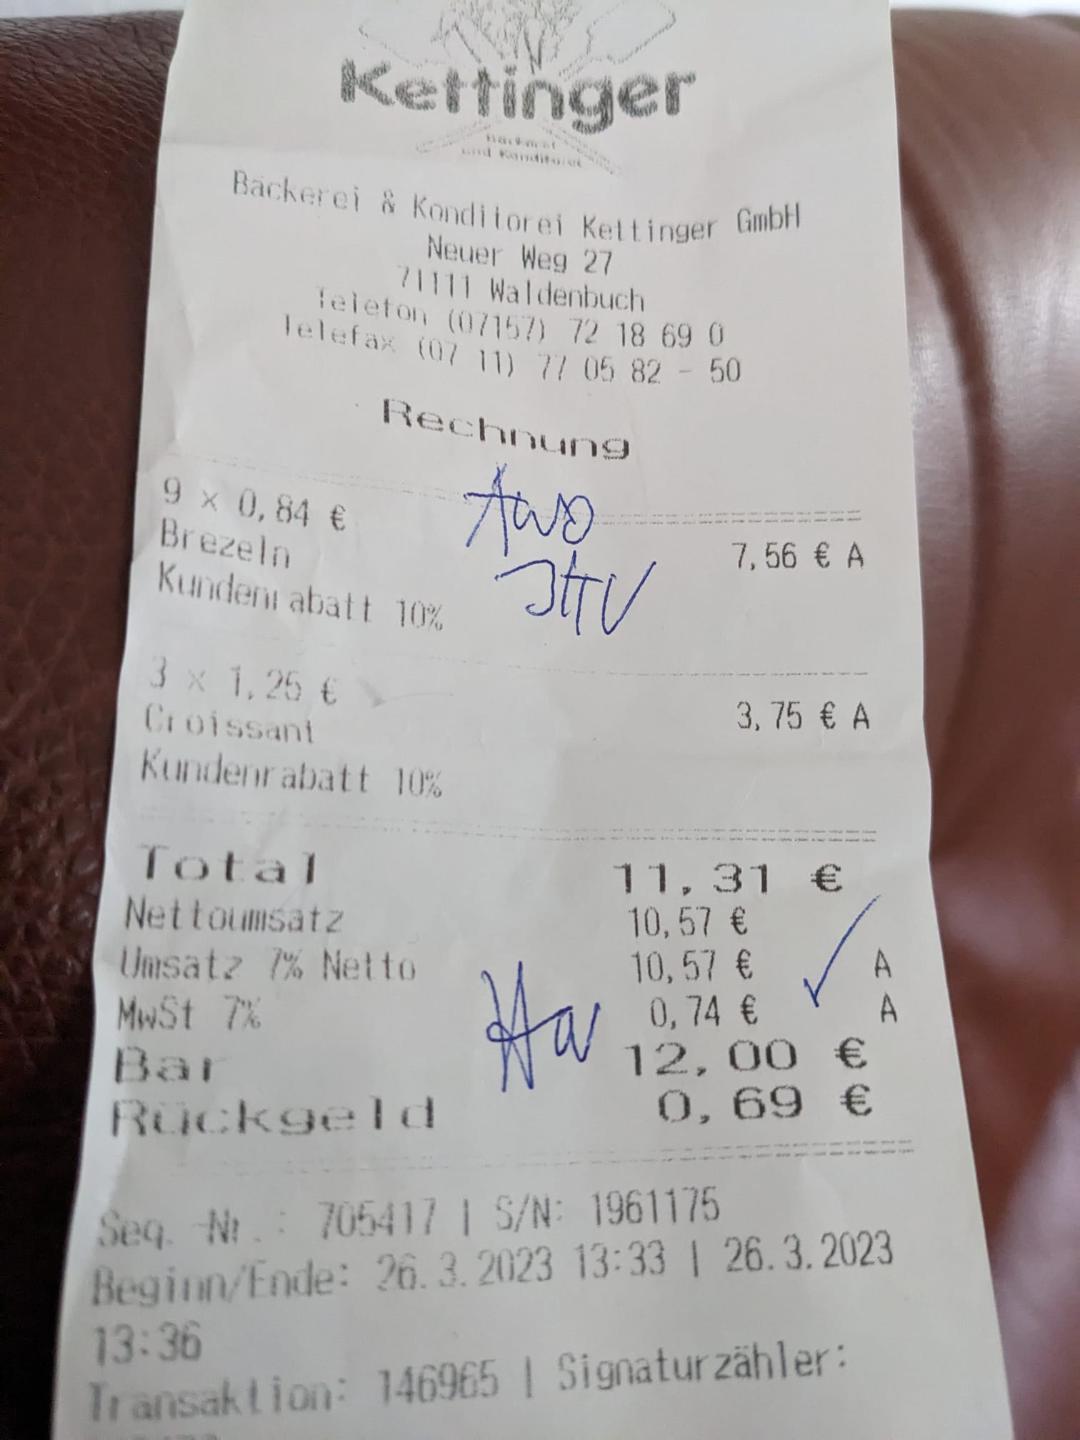 Kettinger
Bäckerei
und Konditorei
Bäckerei & Konditorei Kettinger GmbH
Neuer Weg 27
71111 Waldenbuch
Telefon (07157) 72 18 69 0
Telefax (07 11) 77 05 82 - 50
Rechnung
9 x 0,84 €
Brezeln 7,56 € A
Kundenrabatt 10%
3 x 1,25 €
Croissant 3,75 € A
Kundenrabatt 10%
Total 11,31 €
Nettoumsatz 10,57 €
Umsatz 7% Netto 10,57 € A
MwSt 7% 0,74 € A
Bar 12,00 €
Rückgeld 0,69 €
Seq.-Nr.: 705417 | S/N: 1961175
Beginn/Ende: 26.3.2023 13:33 | 26.3.2023
13:36
Transaktion: 146965 | Signaturzähler: